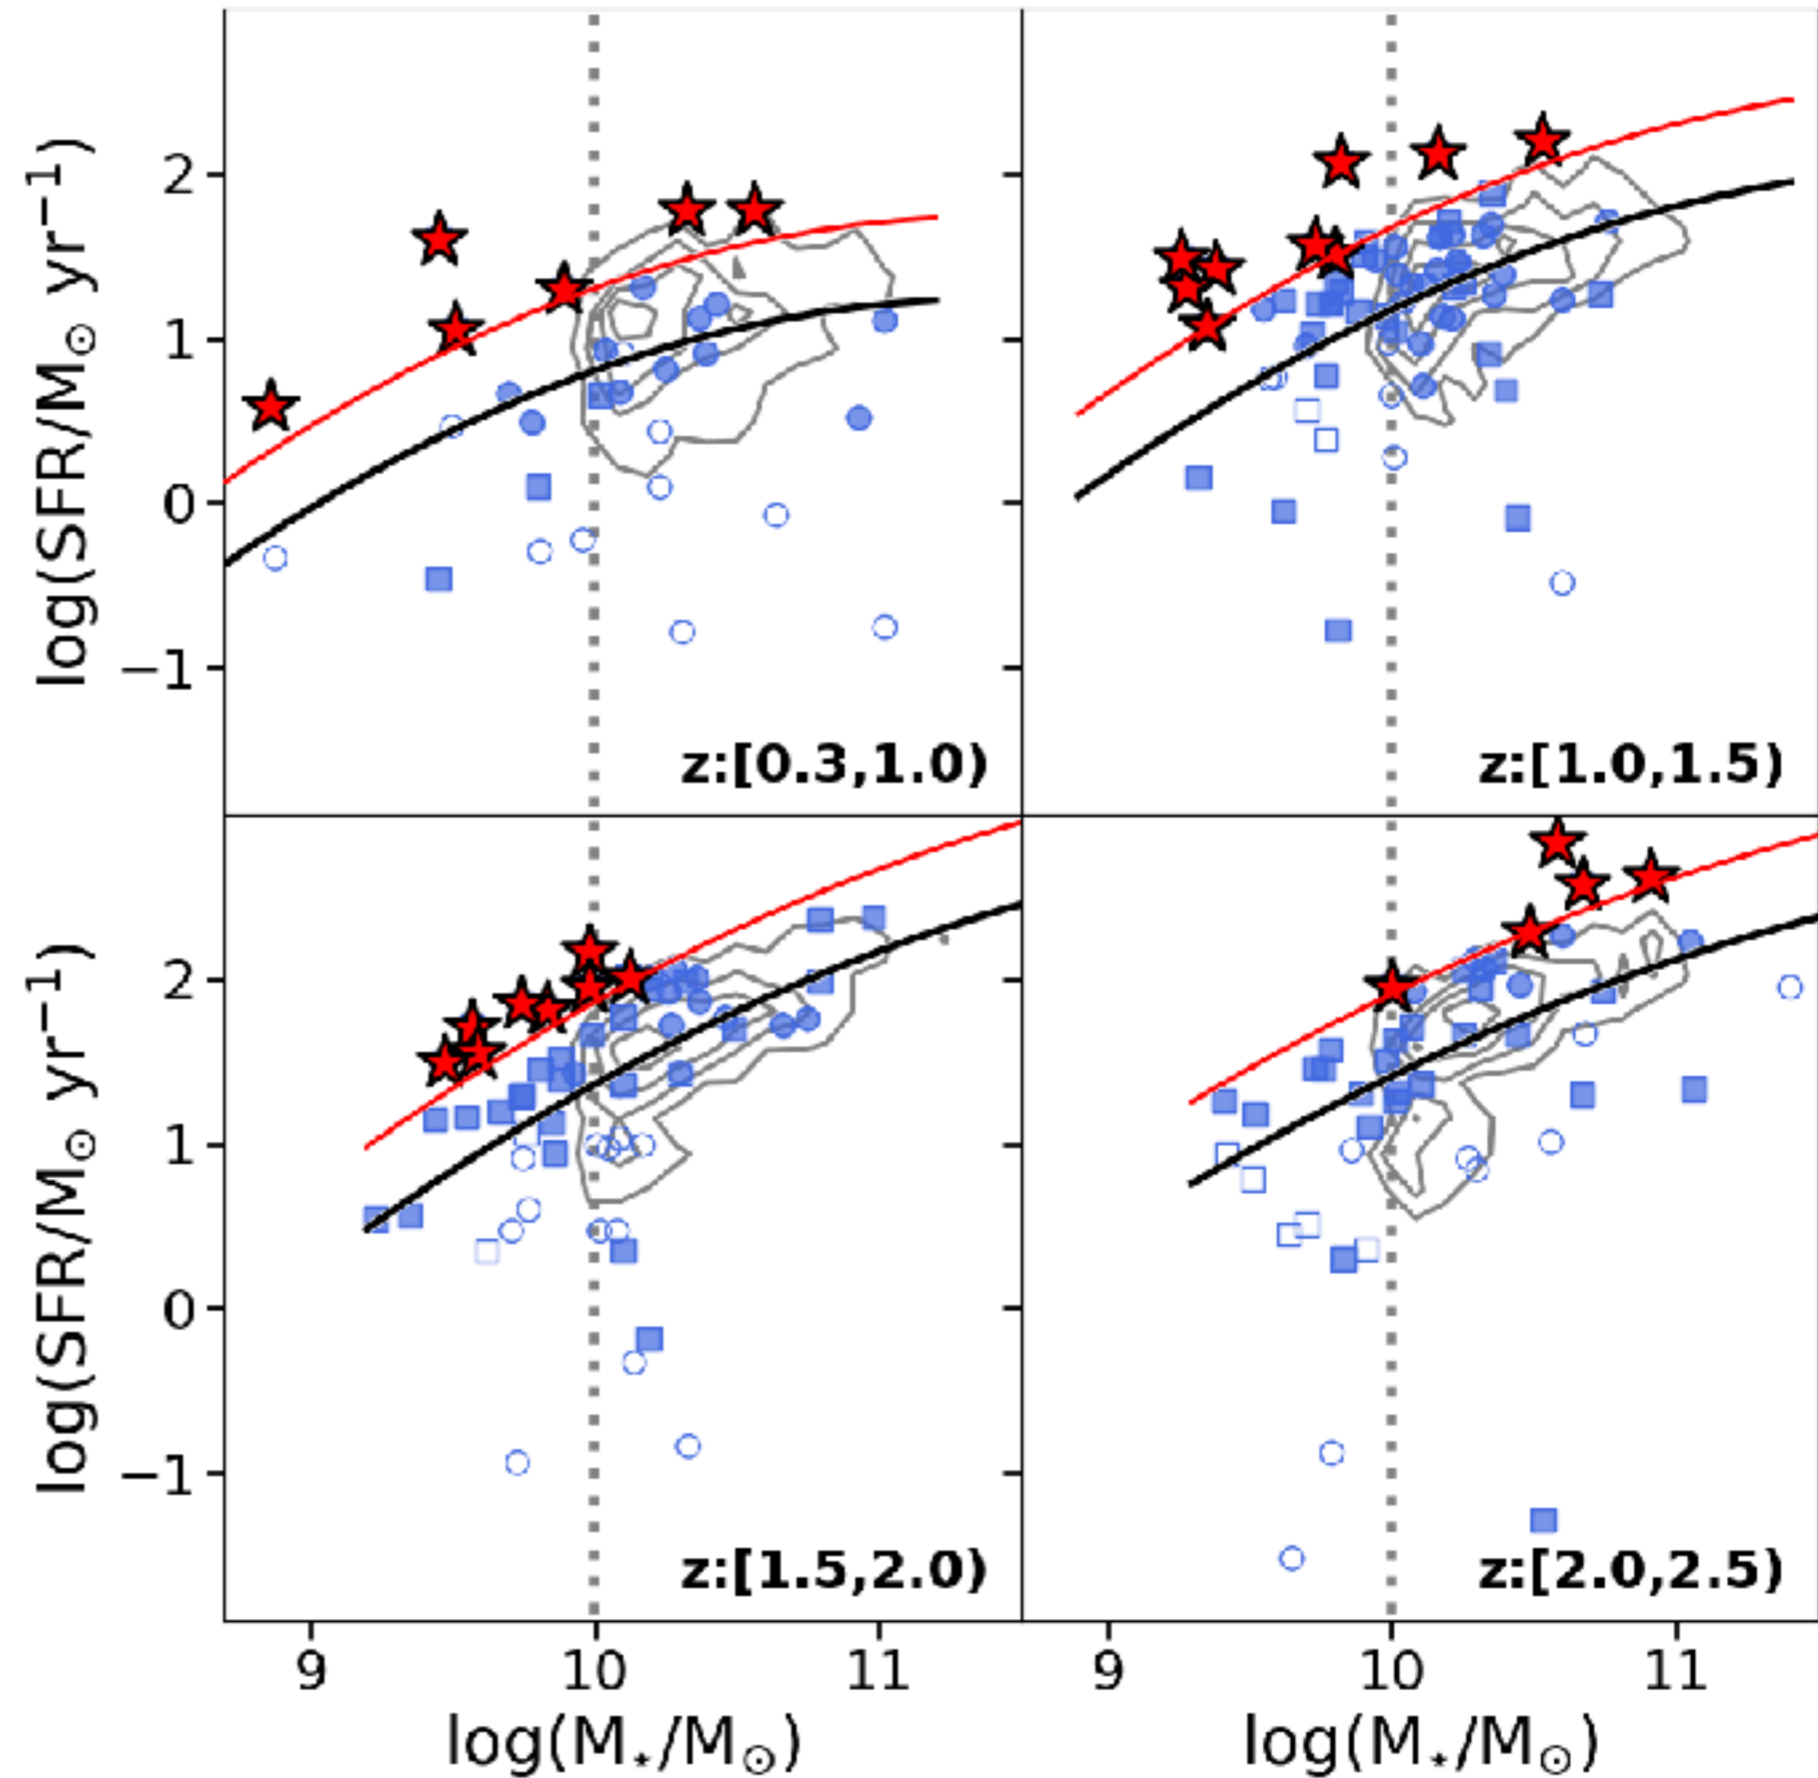 log(SFR/M⊙ yr⁻¹)
2
1
0
−1
z:[0.3,1.0)
z:[1.0,1.5)
log(SFR/M⊙ yr⁻¹)
2
1
0
−1
z:[1.5,2.0)
z:[2.0,2.5)
9 10 11
9 10 11
log(M⋆/M⊙)
log(M⋆/M⊙)